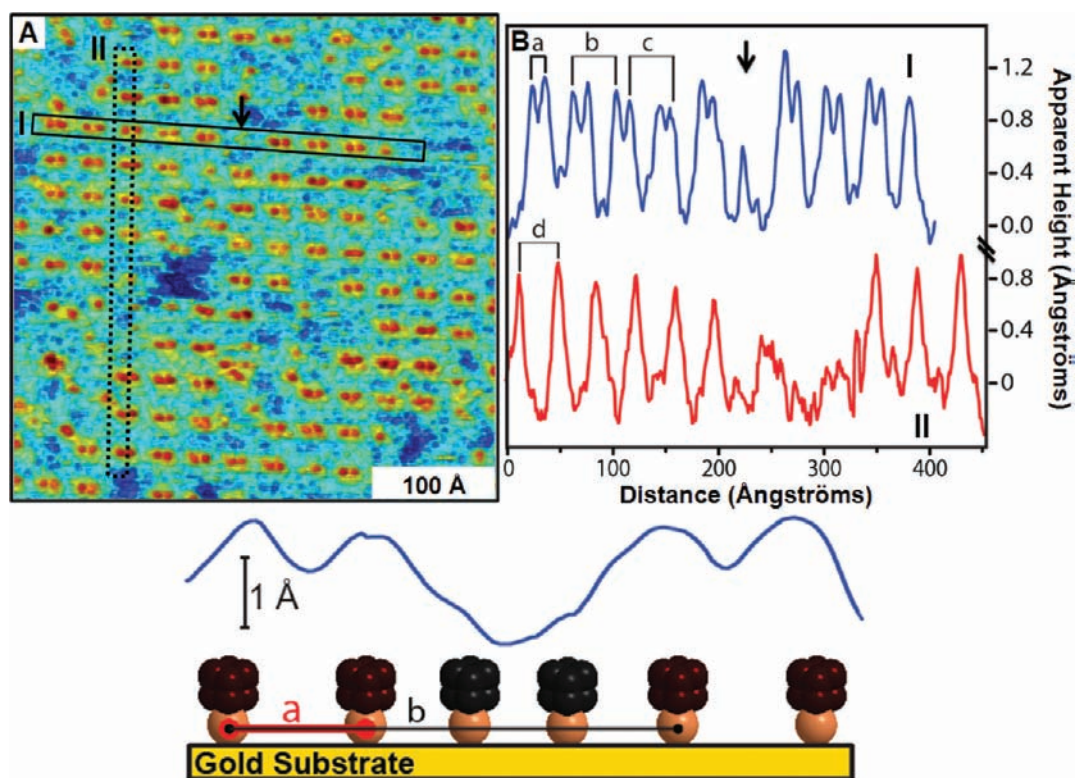 A
II
I
100 Å
B
a
b
c
I
d
II
1.2
0.8
0.4
0.0
0.8
0.4
0
Apparent Height (Ångströms)
0
100
200
300
400
Distance (Ångströms)
1 Å
a
b
Gold Substrate